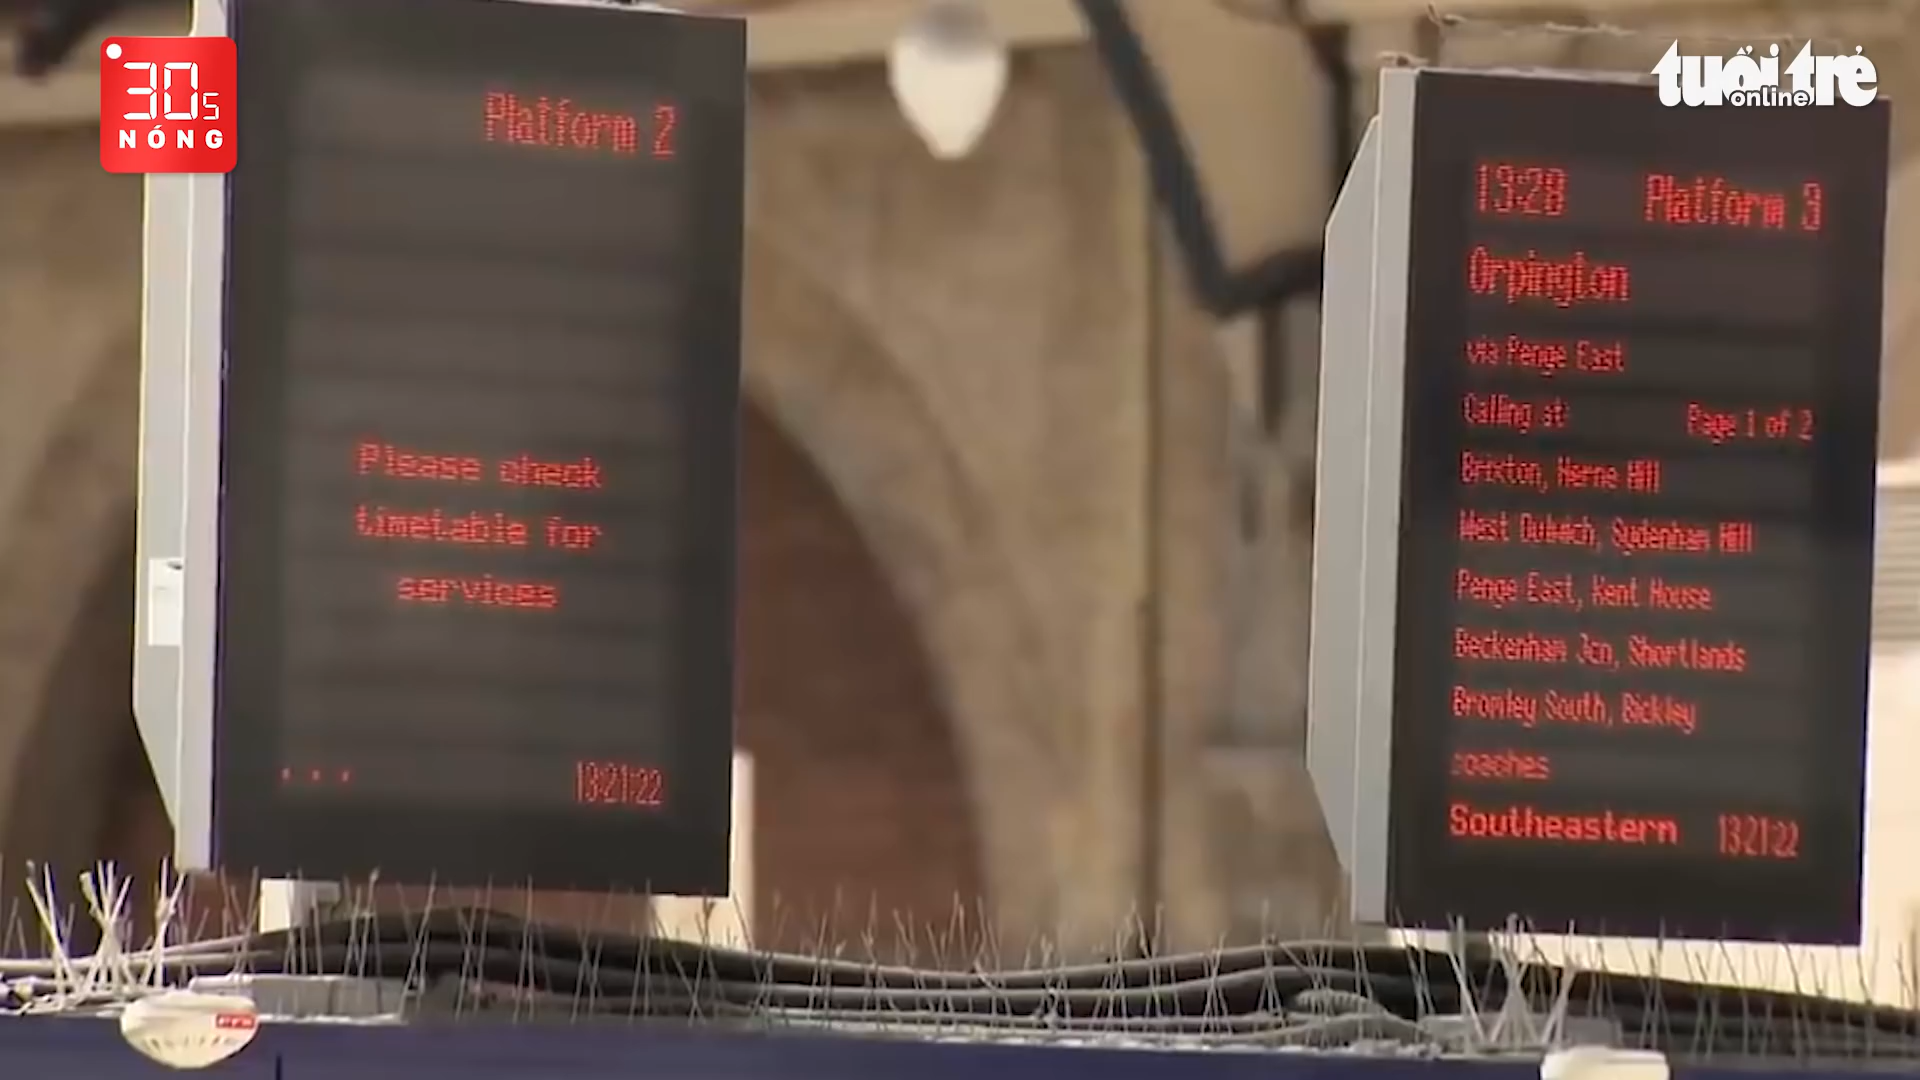 30s
NÓNG
tuổi trẻ
online
Platform 2
Please check
timetable for
services
. . . 13:21:22
13:28 Platform 3
Orpington
via Penge East
Calling at Page 1 of 2
Brixton, Herne Hill
West Dulwich, Sydenham Hill
Penge East, Kent House
Beckenham Jcn, Shortlands
Bromley South, Bickley
coaches
Southeastern 13:21:22